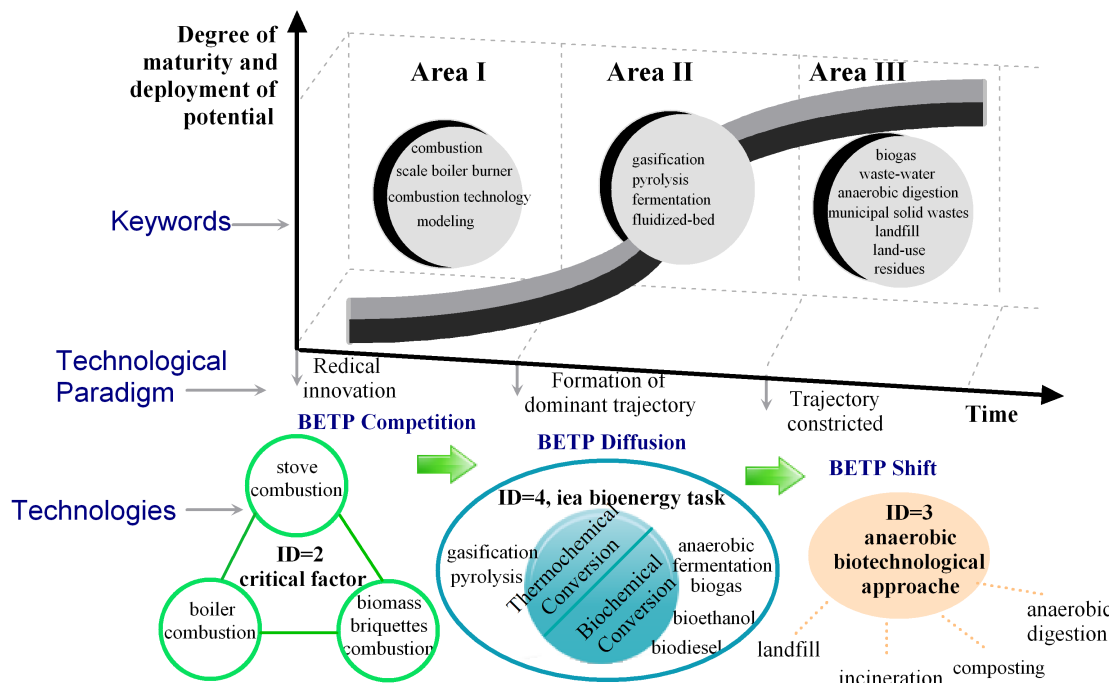 Degree of
maturity and
deployment of
potential
Area I
Area II
Area III
combustion
scale boiler burner
combustion technology
modeling
gasification
pyrolysis
fermentation
fluidized-bed
biogas
waste-water
anaerobic digestion
municipal solid wastes
landfill
land-use
residues
Keywords
Technological
Paradigm
Redical
innovation
Formation of
dominant trajectory
Trajectory
constricted
Time
BETP Competition
BETP Diffusion
BETP Shift
Technologies
stove
combustion
ID=2
critical factor
boiler
combustion
biomass
briquettes
combustion
ID=4, iea bioenergy task
gasification
pyrolysis
Thermochemical
Conversion
Biochemical
Conversion
anaerobic
fermentation
biogas
bioethanol
biodiesel
ID=3
anaerobic
biotechnological
approache
landfill
incineration
composting
anaerobic
digestion